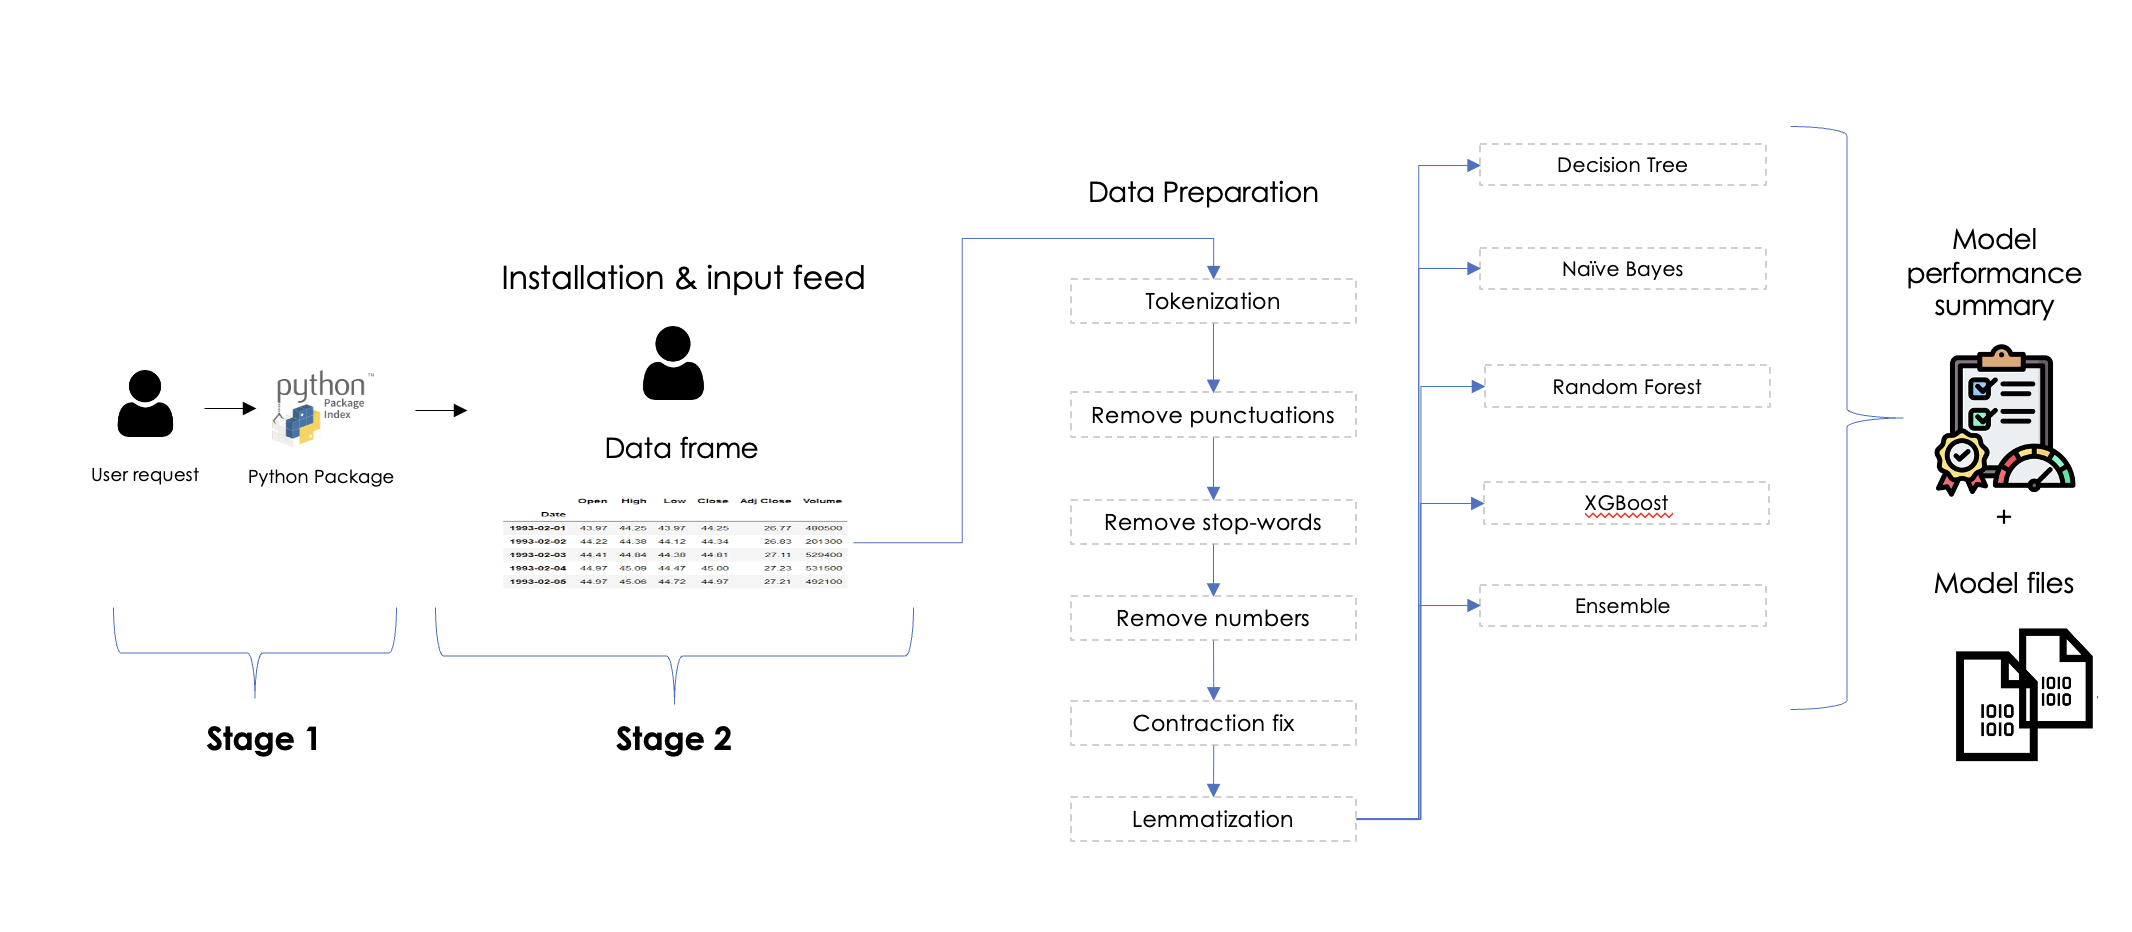 User request
python™
Package
Index
Python Package
Stage 1
Installation & input feed
Data frame
Open High Low Close Adj Close Volume
Date
1993-02-01 43.97 44.25 43.97 44.25 26.77 480500
1993-02-02 44.22 44.38 44.12 44.34 26.83 201300
1993-02-03 44.41 44.84 44.38 44.81 27.11 529400
1993-02-04 44.97 45.09 44.47 45.00 27.23 531500
1993-02-05 44.97 45.06 44.72 44.97 27.21 492100
Stage 2
Data Preparation
Tokenization
Remove punctuations
Remove stop-words
Remove numbers
Contraction fix
Lemmatization
Decision Tree
Naïve Bayes
Random Forest
XGBoost
Ensemble
Model
performance
summary
+
Model files
1010
1010
1010
1010